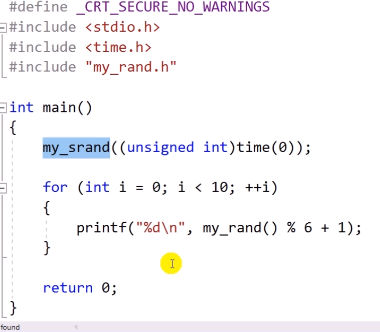 #define _CRT_SECURE_NO_WARNINGS
#include <stdio.h>
#include <time.h>
#include "my_rand.h"
int main()
{
my_srand((unsigned int)time(0));
for (int i = 0; i < 10; ++i)
{
printf("%d\n", my_rand() % 6 + 1);
}
return 0;
}
found